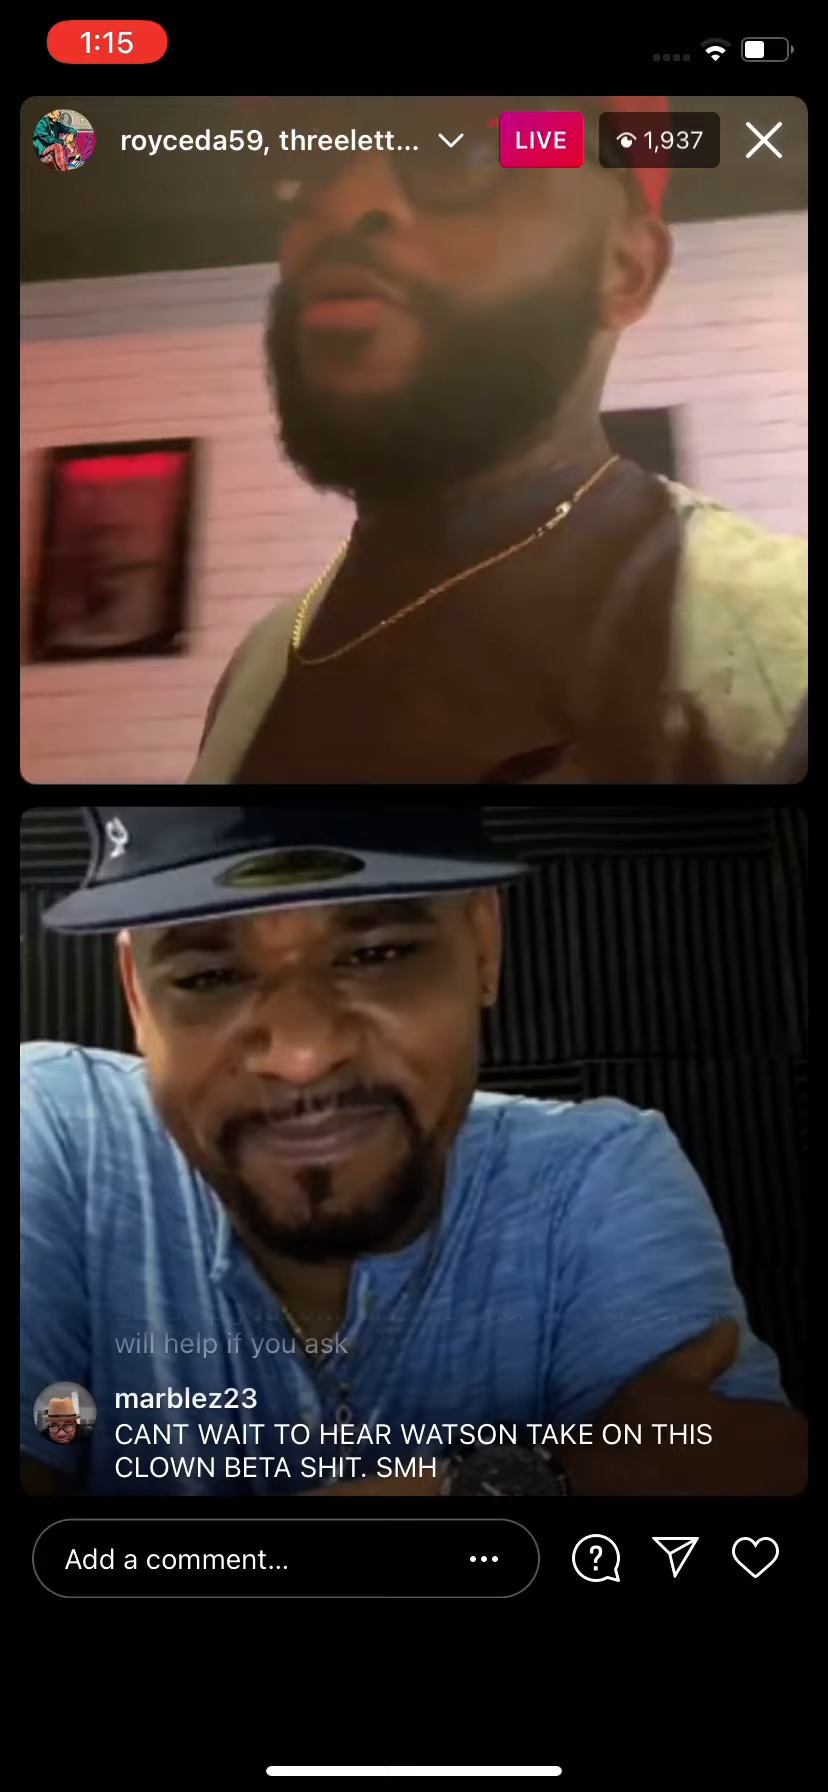 1:15
royceda59, threelett...
LIVE
1,937
will help if you ask
marblez23
CANT WAIT TO HEAR WATSON TAKE ON THIS
CLOWN BETA SHIT. SMH
Add a comment...